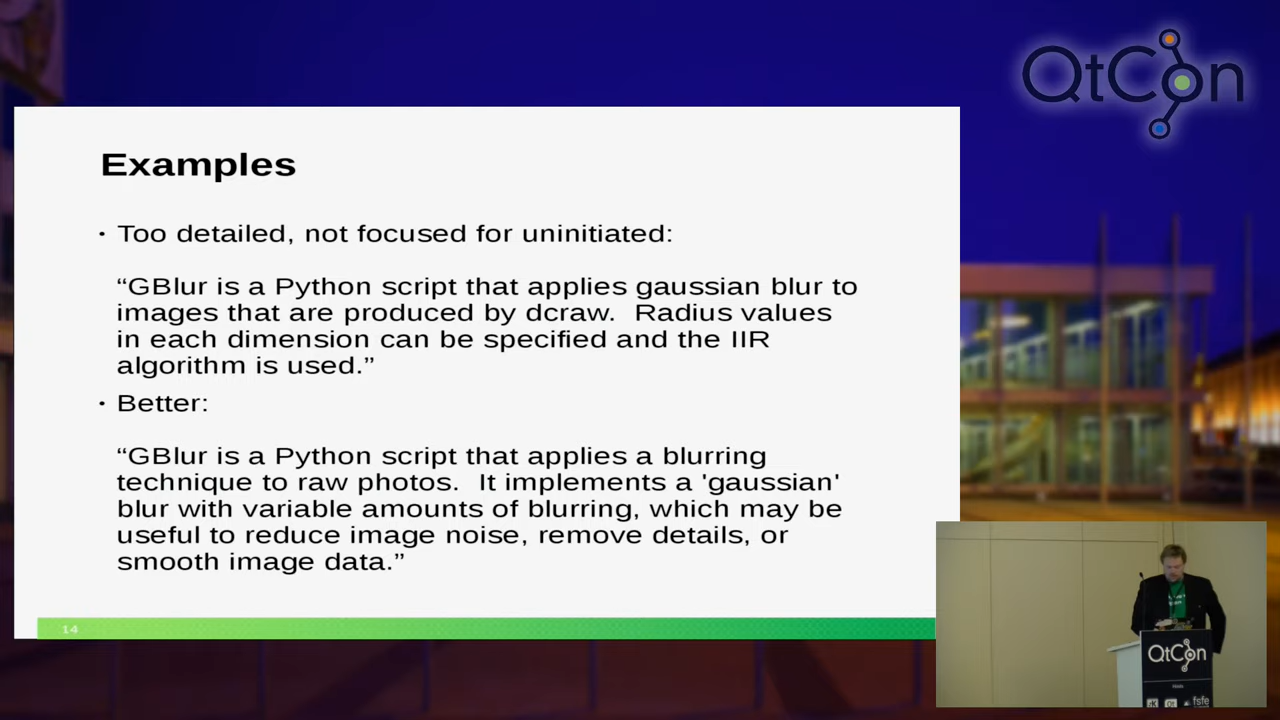 QtCon
Examples
• Too detailed, not focused for uninitiated:
“GBlur is a Python script that applies gaussian blur to
images that are produced by dcraw.  Radius values
in each dimension can be specified and the IIR
algorithm is used.”
• Better:
“GBlur is a Python script that applies a blurring
technique to raw photos.  It implements a 'gaussian'
blur with variable amounts of blurring, which may be
useful to reduce image noise, remove details, or
smooth image data.”
14
QtCon
fsfe